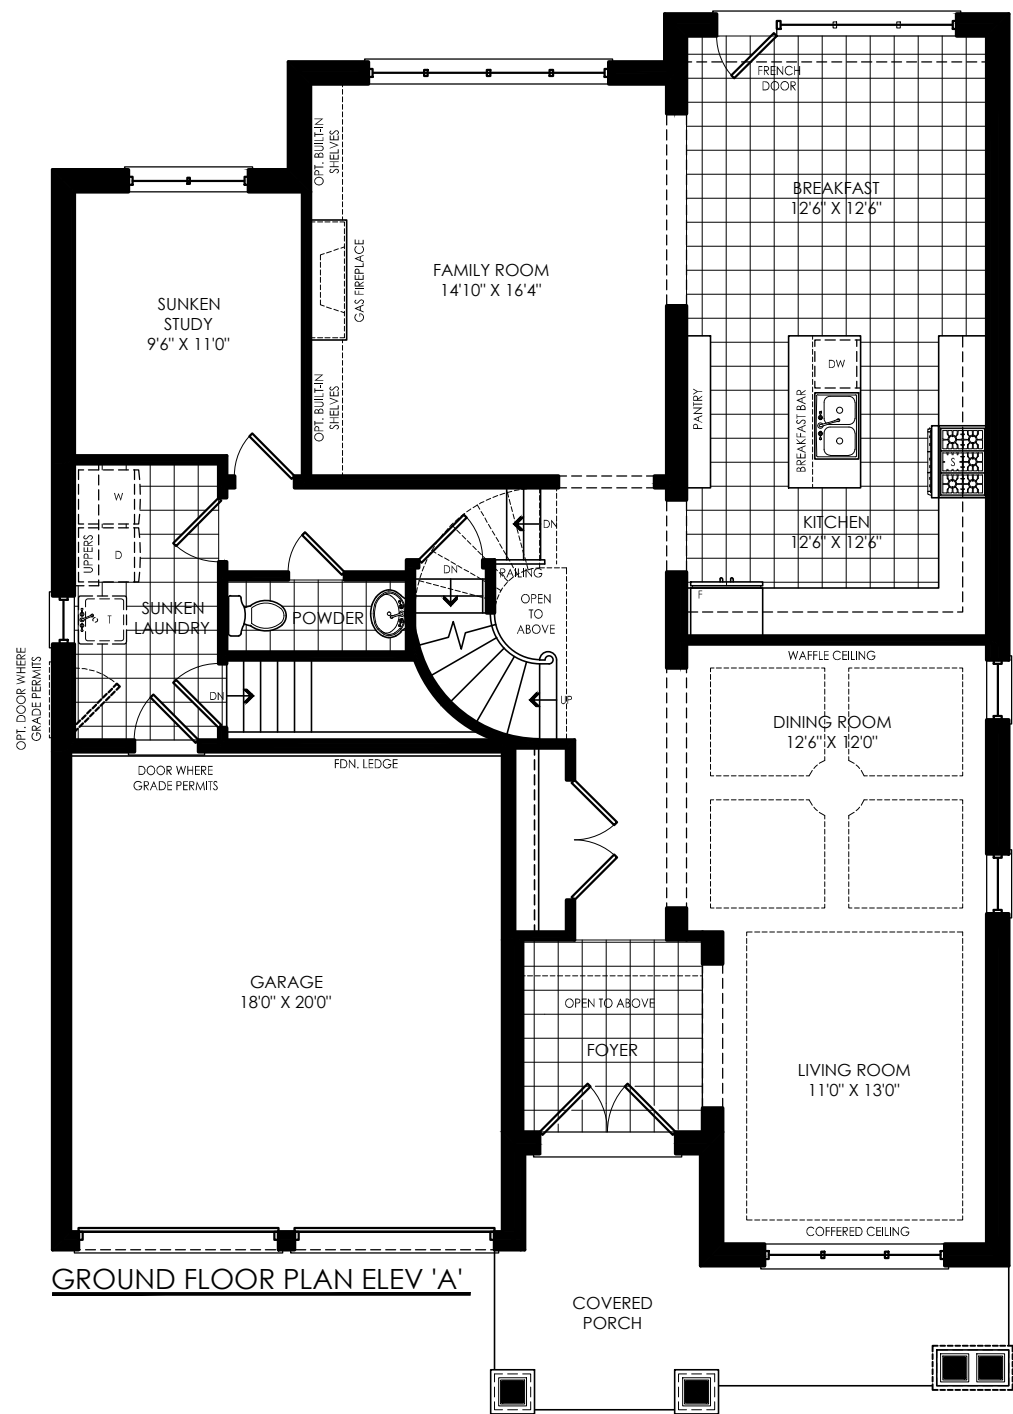 FRENCH
DOOR
OPT. BUILT-IN
SHELVES
BREAKFAST
12'6" X 12'6"
FAMILY ROOM
14'10" X 16'4"
GAS FIREPLACE
SUNKEN
STUDY
9'6" X 11'0"
OPT. BUILT-IN
SHELVES
PANTRY
BREAKFAST BAR
DW
S
KITCHEN
12'6" X 12'6"
F
W
D
UPPERS
T
SUNKEN
LAUNDRY
POWDER
DN
DN
RAILING
OPEN
TO
ABOVE
UP
DN
OPT. DOOR WHERE
GRADE PERMITS
WAFFLE CEILING
DINING ROOM
12'6" X 12'0"
DOOR WHERE
GRADE PERMITS
FDN. LEDGE
GARAGE
18'0" X 20'0"
OPEN TO ABOVE
FOYER
LIVING ROOM
11'0" X 13'0"
COFFERED CEILING
GROUND FLOOR PLAN ELEV 'A'
COVERED
PORCH